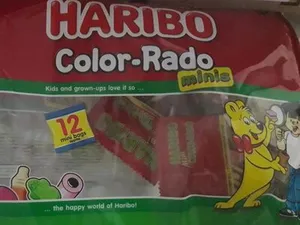 HARIBO
Color-Rado
minis
Kids and grown-ups love it so ...
12
mini bags
... the happy world of Haribo!